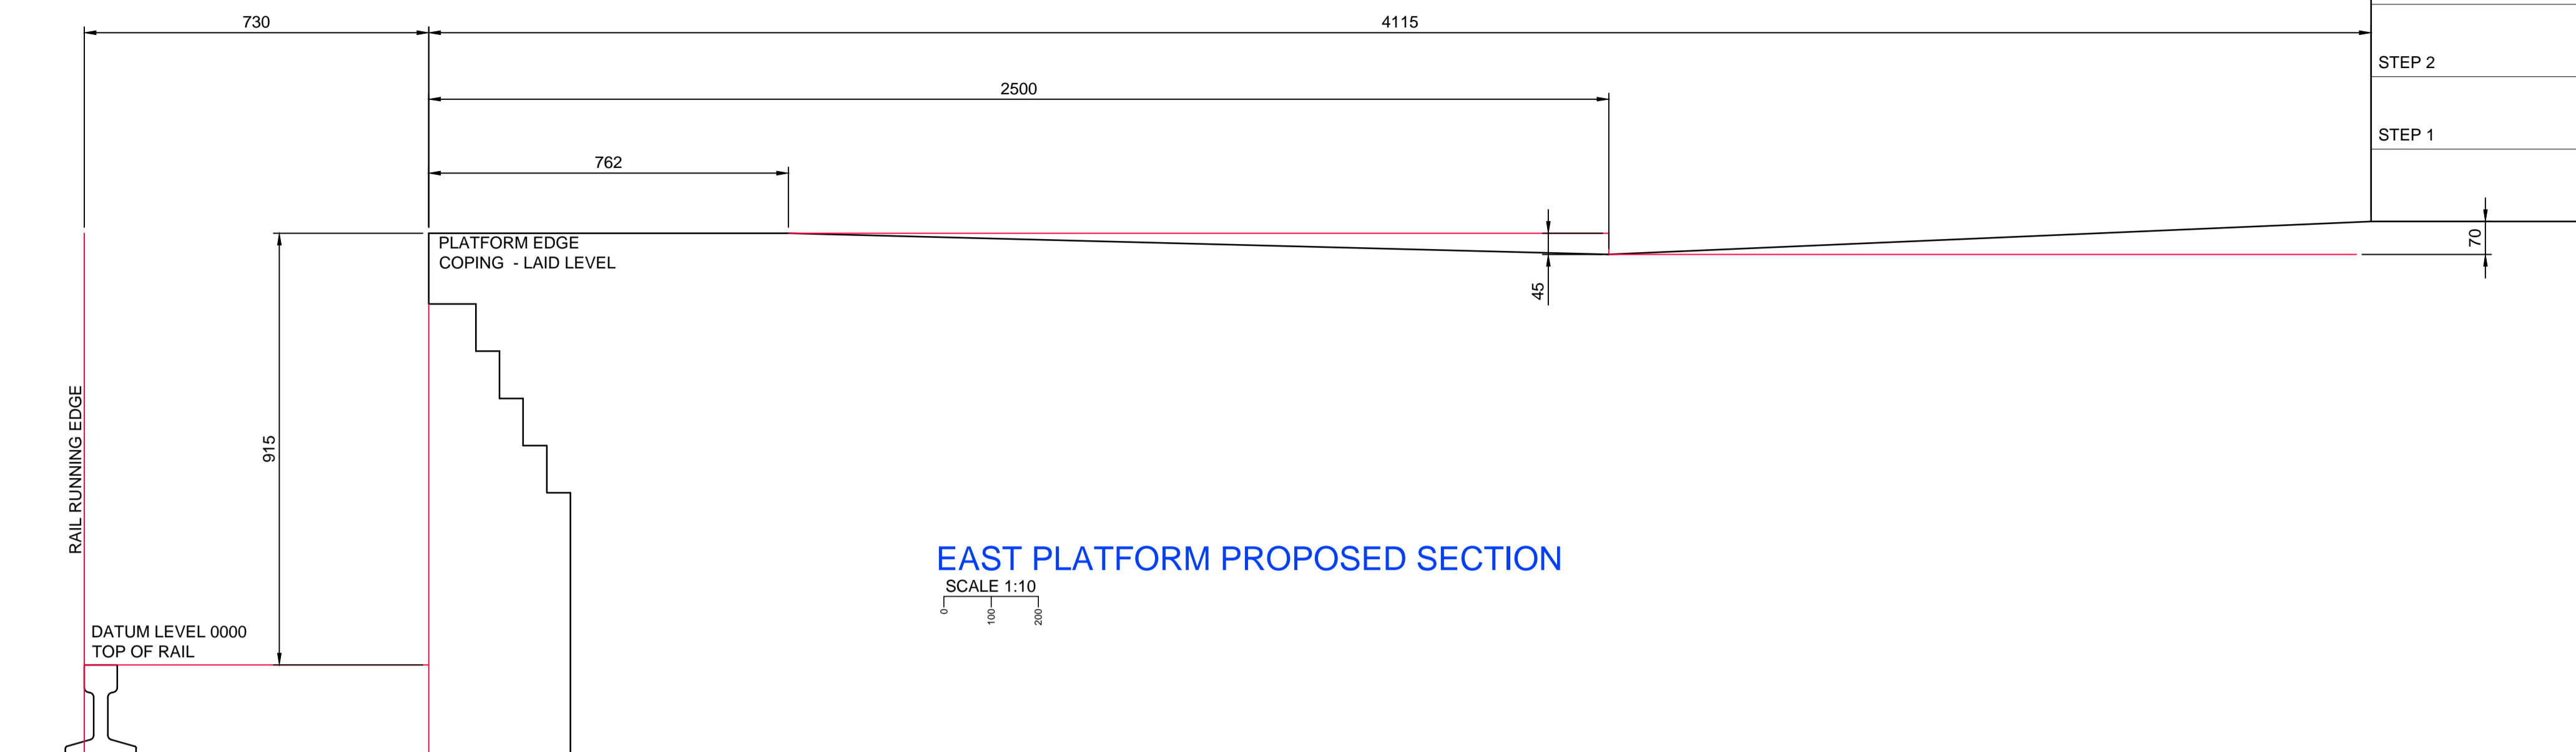 730
4115
STEP 2
2500
STEP 1
762
PLATFORM EDGE
COPING - LAID LEVEL
70
45
915
RAIL RUNNING EDGE
EAST PLATFORM PROPOSED SECTION
SCALE 1:10
0
100
200
DATUM LEVEL 0000
TOP OF RAIL